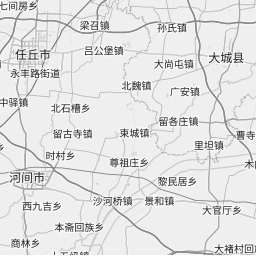 七间房乡
梁召镇
孙氏镇
任丘市
吕公堡镇
大城县
大尚屯镇
永丰路街道
北魏镇
广安镇
中驿镇
北石槽乡
留各庄镇
留古寺镇
束城镇
曹寺
里坦镇
时村乡
尊祖庄乡
木
河间市
黎民居乡
西九吉乡
沙河桥镇
景和镇
大官厅乡
本斋回族乡
商林乡
大褚村回